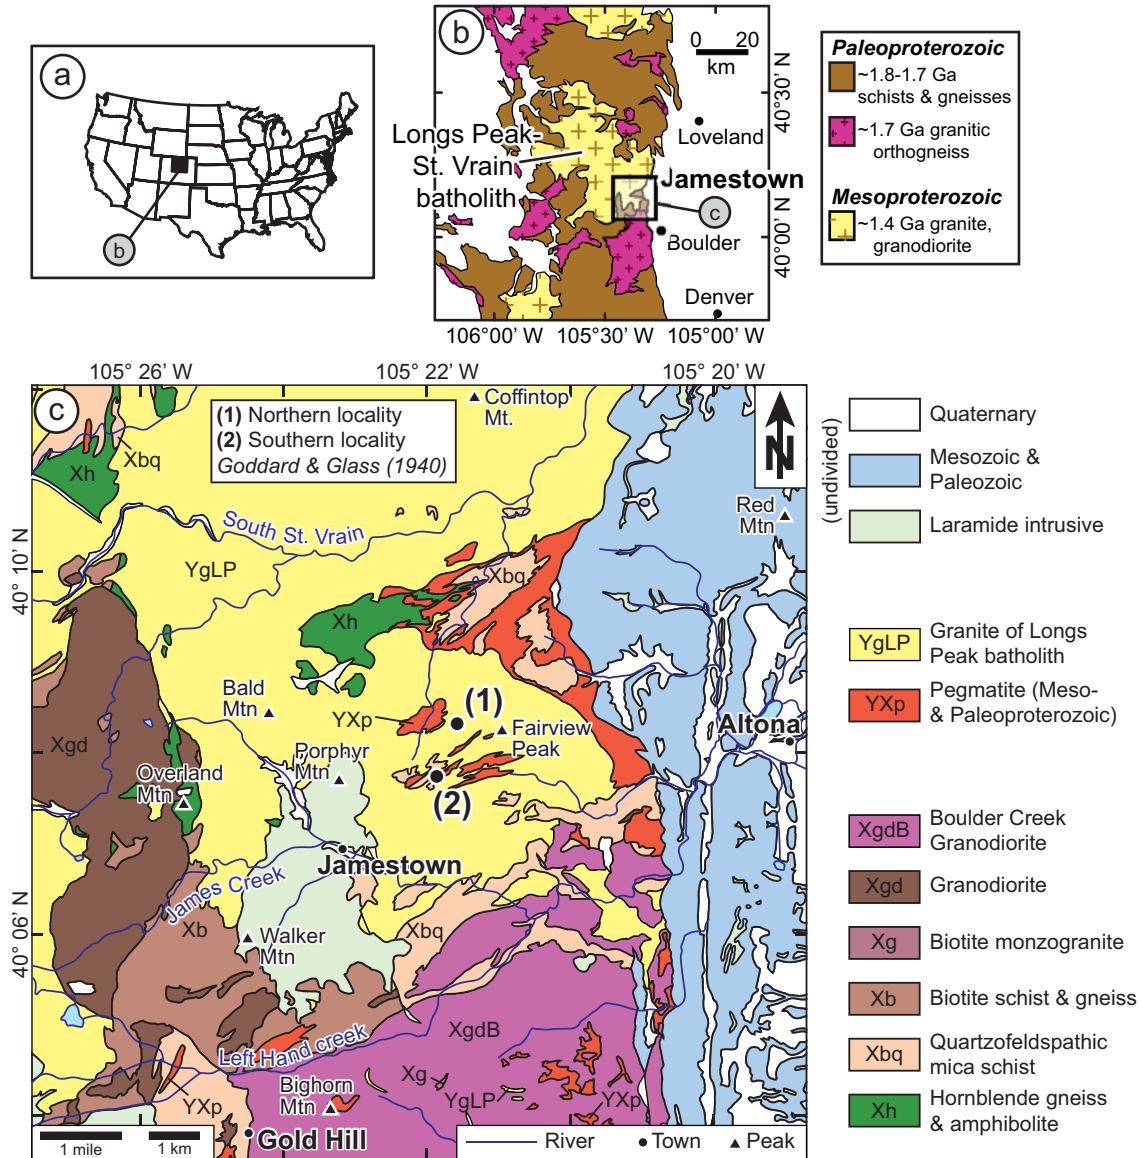 a
b
b
0 20
km
40°30' N
Loveland
Longs Peak-
St. Vrain
batholith
Jamestown
c
Boulder
40°00' N
Denver
106°00' W 105°30' W 105°00' W
Paleoproterozoic
~1.8-1.7 Ga
schists & gneisses
~1.7 Ga granitic
orthogneiss
Mesoproterozoic
~1.4 Ga granite,
granodiorite
105° 26' W 105° 22' W 105° 20' W
c
(1) Northern locality
(2) Southern locality
Goddard & Glass (1940)
Coffintop
Mt.
N
Xbq
Xh
Red
Mtn
South St. Vrain
40° 10' N
YgLP
Xbq
Xh
Bald
Mtn
YXp
(1)
Fairview
Peak
Altona
Xgd
Porphyr
Mtn
Overland
Mtn
(2)
Jamestown
James Creek
40° 06' N
Xb
Walker
Mtn
Xbq
XgdB
Left Hand creek
Xg
Bighorn
Mtn
YgLP
YXp
YXp
Gold Hill
1 mile
1 km
River
Town
Peak
(undivided)
Quaternary
Mesozoic &
Paleozoic
Laramide intrusive
YgLP
Granite of Longs
Peak batholith
YXp
Pegmatite (Meso-
& Paleoproterozoic)
XgdB
Boulder Creek
Granodiorite
Xgd
Granodiorite
Xg
Biotite monzogranite
Xb
Biotite schist & gneiss
Xbq
Quartzofeldspathic
mica schist
Xh
Hornblende gneiss
& amphibolite